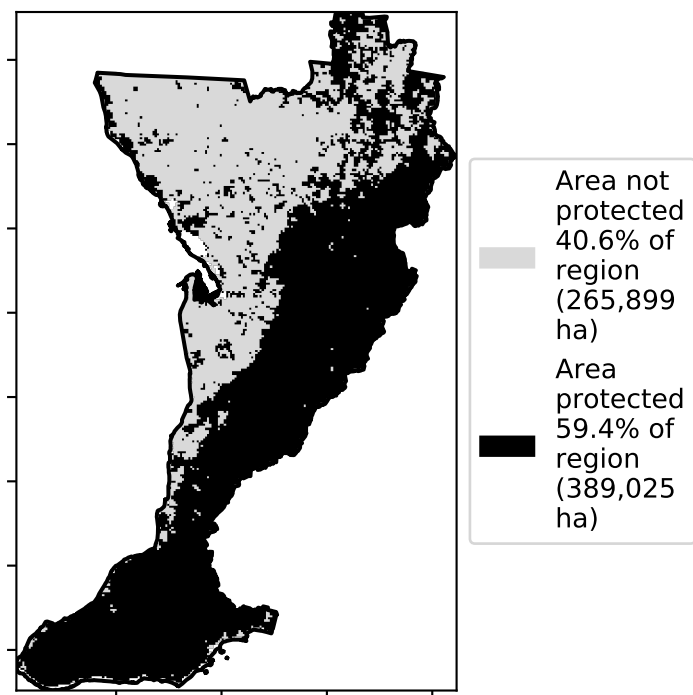 Area not
protected
40.6% of
region
(265,899
ha)
Area
protected
59.4% of
region
(389,025
ha)